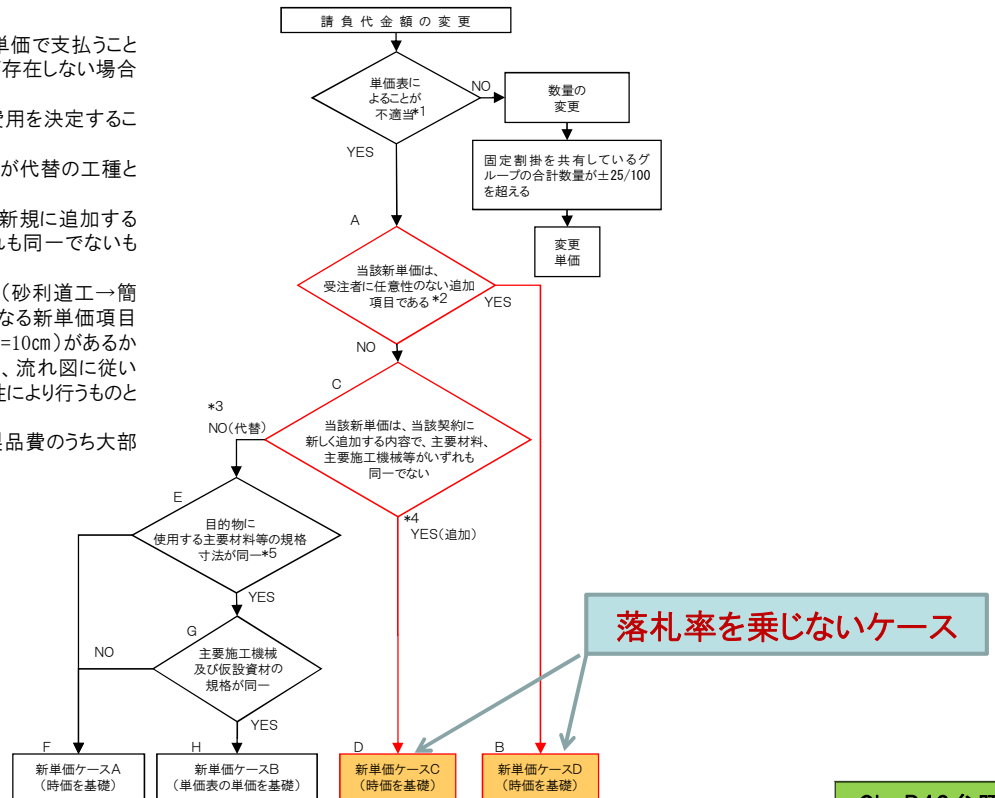 単価で支払うこと
存在しない場合
費用を決定するこ
が代替の工種と
新規に追加する
れも同一でないも
(砂利道工→簡
なる新単価項目
=10㎝)があるか
、流れ図に従い
性により行うものと
製品費のうち大部
請負代金額の変更
単価表に
よることが
不適当*1
NO
数量の
変更
YES
固定割掛を共有しているグ
ループの合計数量が±25/100
を超える
変更
単価
A
当該新単価は、
受注者に任意性のない追加
項目である*2
YES
NO
C
当該新単価は、当該契約に
新しく追加する内容で、主要材料、
主要施工機械等がいずれも
同一でない
*3
NO(代替)
*4
YES(追加)
E
目的物に
使用する主要材料等の規格
寸法が同一*5
YES
G
主要施工機械
及び仮設資材の
規格が同一
NO
YES
落札率を乗じないケース
F
新単価ケースA
(時価を基礎)
H
新単価ケースB
(単価表の単価を基礎)
D
新単価ケースC
(時価を基礎)
B
新単価ケースD
(時価を基礎)